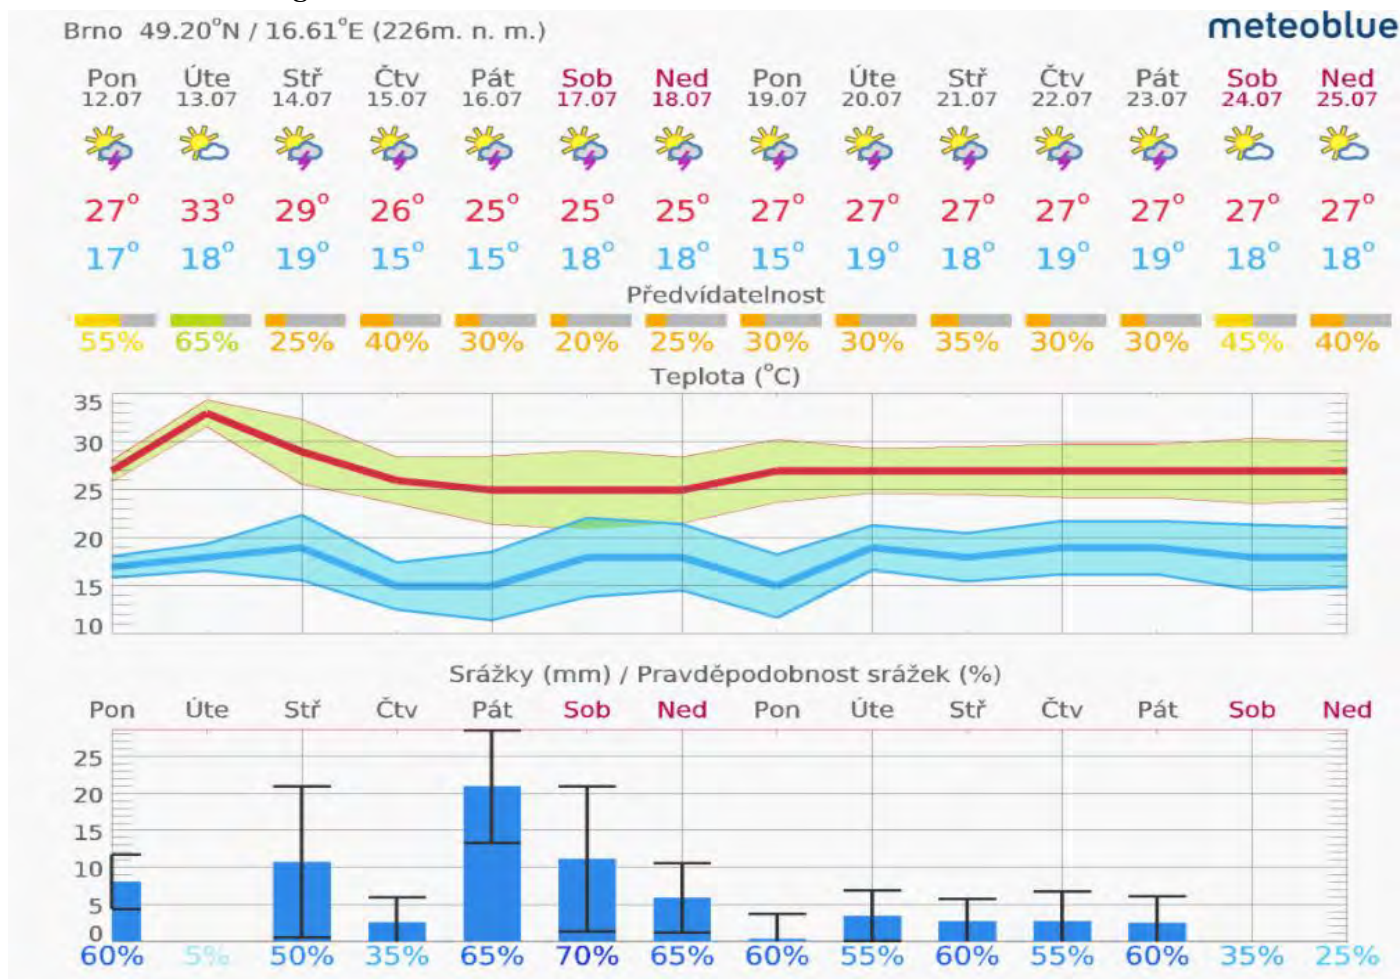 Brno 49.20°N / 16.61°E (226m. n. m.)
meteoblue
Pon Úte Stř Čtv Pát Sob Ned Pon Úte Stř Čtv Pát Sob Ned
12.07 13.07 14.07 15.07 16.07 17.07 18.07 19.07 20.07 21.07 22.07 23.07 24.07 25.07
27° 33° 29° 26° 25° 25° 25° 27° 27° 27° 27° 27° 27° 27°
17° 18° 19° 15° 15° 18° 18° 15° 19° 18° 19° 19° 18° 18°
Předvídatelnost
55% 65% 25% 40% 30% 20% 25% 30% 30% 35% 30% 30% 45% 40%
Teplota (°C)
35
30
25
20
15
10
Srážky (mm) / Pravděpodobnost srážek (%)
Pon Úte Stř Čtv Pát Sob Ned Pon Úte Stř Čtv Pát Sob Ned
25
20
15
10
5
0
60% 5% 50% 35% 65% 70% 65% 60% 55% 60% 55% 60% 35% 25%